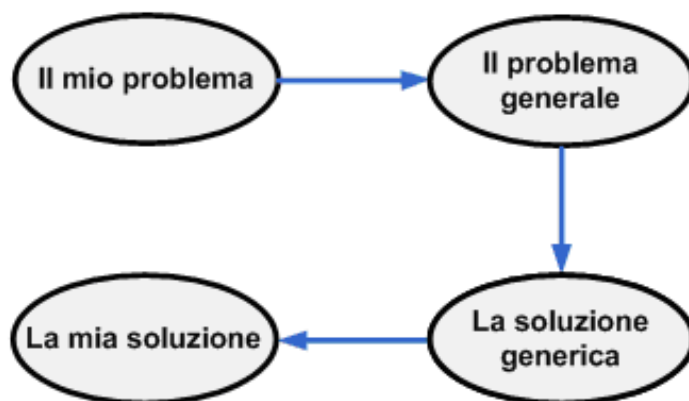 Il mio problema
Il problema
generale
La mia soluzione
La soluzione
generica